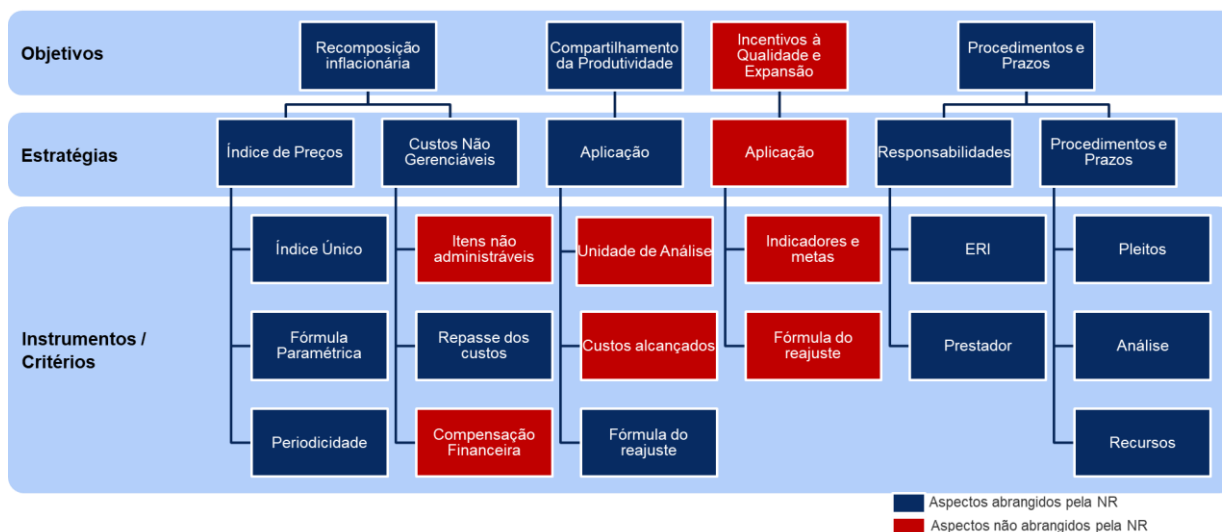 Objetivos
Recomposição
inflacionária
Compartilhamento
da Produtividade
Incentivos à
Qualidade e
Expansão
Procedimentos e
Prazos
Estratégias
Índice de Preços
Custos Não
Gerenciáveis
Aplicação
Aplicação
Responsabilidades
Procedimentos e
Prazos
Instrumentos /
Critérios
Índice Único
Itens não
administráveis
Unidade de Análise
Indicadores e
metas
ERI
Pleitos
Fórmula
Paramétrica
Repasse dos
custos
Custos alcançados
Fórmula do
reajuste
Prestador
Análise
Periodicidade
Compensação
Financeira
Fórmula do
reajuste
Recursos
Aspectos abrangidos pela NR
Aspectos não abrangidos pela NR